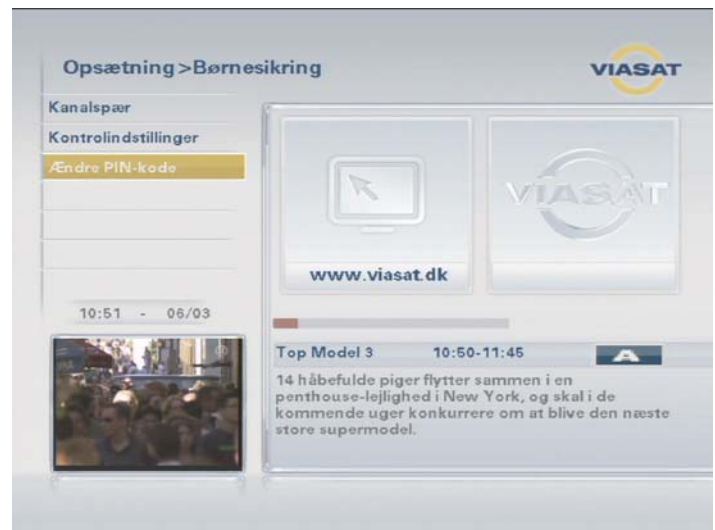 Opsætning>Børnesikring
VIASAT
Kanalspær
Kontrolindstillinger
Ændre PIN-kode
VIASAT
www.viasat.dk
10:51 - 06/03
Top Model 3 10:50-11:45 A
14 håbefulde piger flytter sammen i en
penthouse-lejlighed i New York, og skal i de
kommende uger konkurrere om at blive den næste
store supermodel.